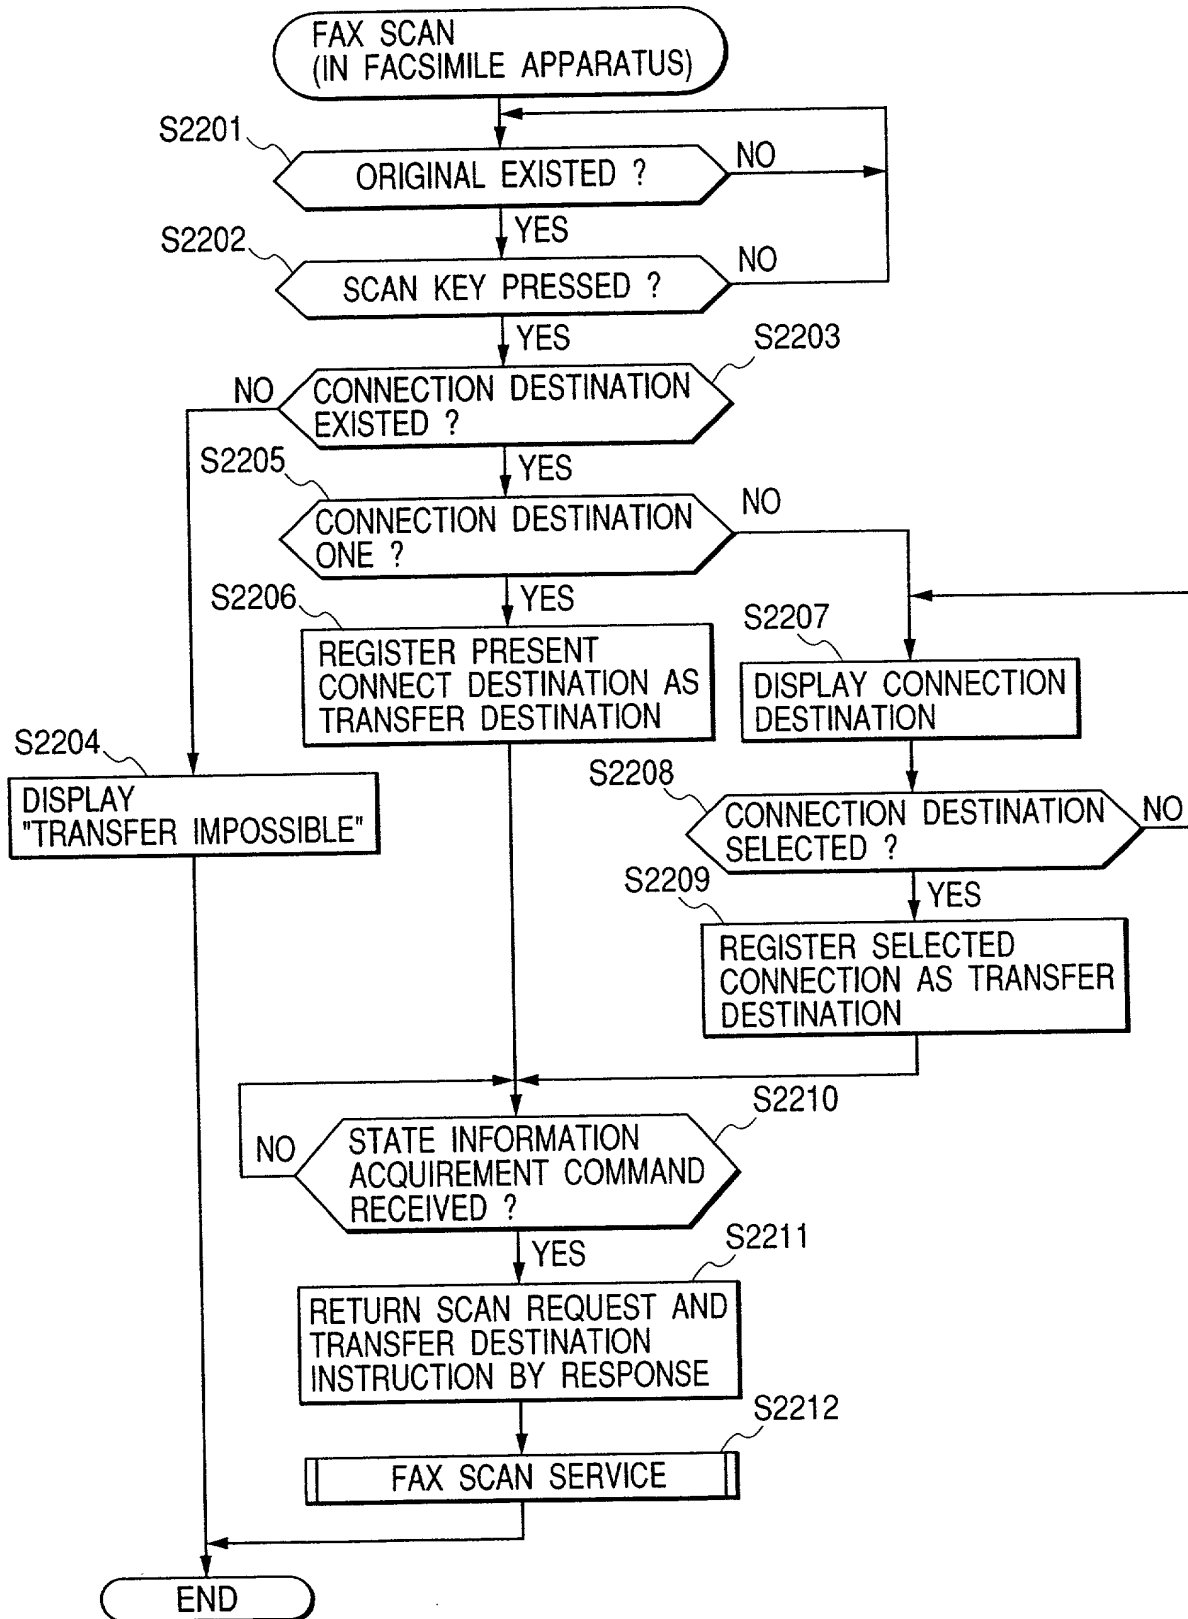 FAX SCAN
(IN FACSIMILE APPARATUS)
S2201
ORIGINAL EXISTED ?
NO
YES
S2202
SCAN KEY PRESSED ?
NO
YES
S2203
NO
CONNECTION DESTINATION
EXISTED ?
YES
S2205
CONNECTION DESTINATION
ONE ?
NO
YES
S2206
REGISTER PRESENT
CONNECT DESTINATION AS
TRANSFER DESTINATION
S2207
DISPLAY CONNECTION
DESTINATION
S2204
DISPLAY
"TRANSFER IMPOSSIBLE"
S2208
CONNECTION DESTINATION
SELECTED ?
NO
YES
S2209
REGISTER SELECTED
CONNECTION AS TRANSFER
DESTINATION
S2210
NO
STATE INFORMATION
ACQUIREMENT COMMAND
RECEIVED ?
YES
S2211
RETURN SCAN REQUEST AND
TRANSFER DESTINATION
INSTRUCTION BY RESPONSE
S2212
FAX SCAN SERVICE
END